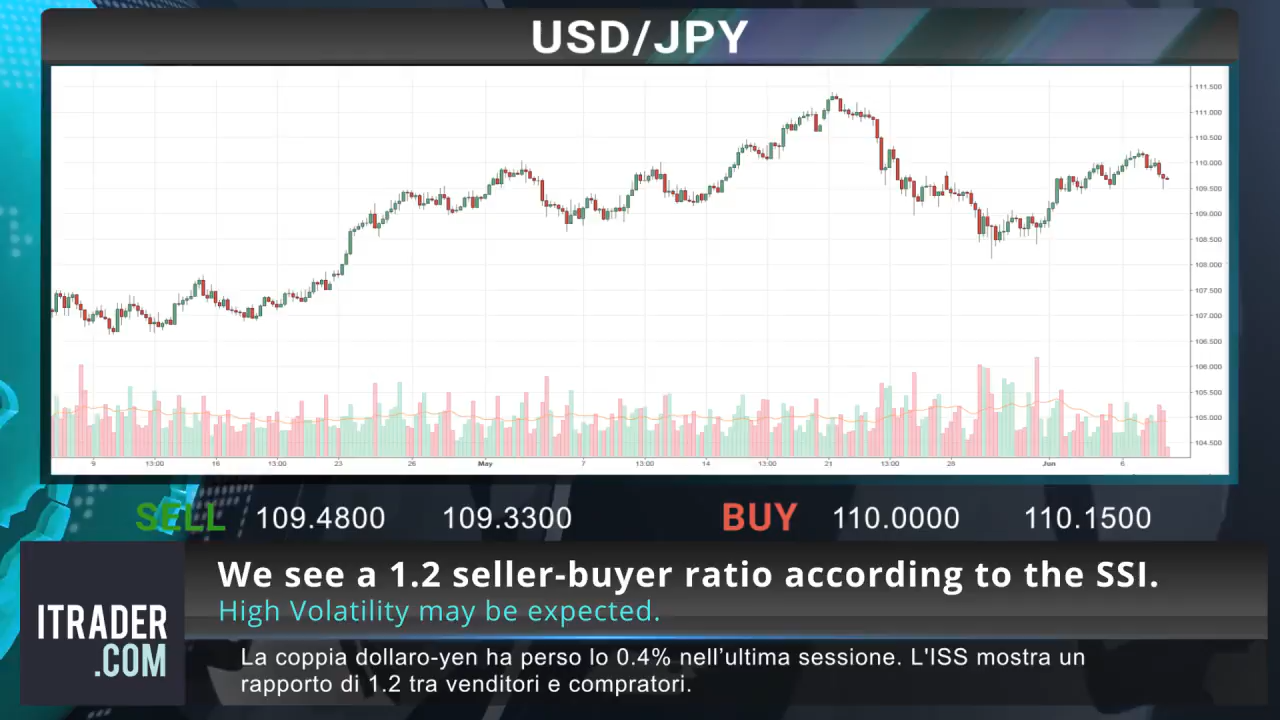 USD/JPY
111.500
111.000
110.500
110.000
109.500
109.000
108.500
108.000
107.500
107.000
106.500
106.000
105.500
105.000
104.500
9 13:00 16 13:00 23 26 May 7 13:00 14 13:00 21 13:00 28 Jun 6
SELL 109.4800 109.3300 BUY 110.0000 110.1500
We see a 1.2 seller-buyer ratio according to the SSI.
High Volatility may be expected.
ITRADER
.COM
La coppia dollaro-yen ha perso lo 0.4% nell’ultima sessione. L'ISS mostra un
rapporto di 1.2 tra venditori e compratori.